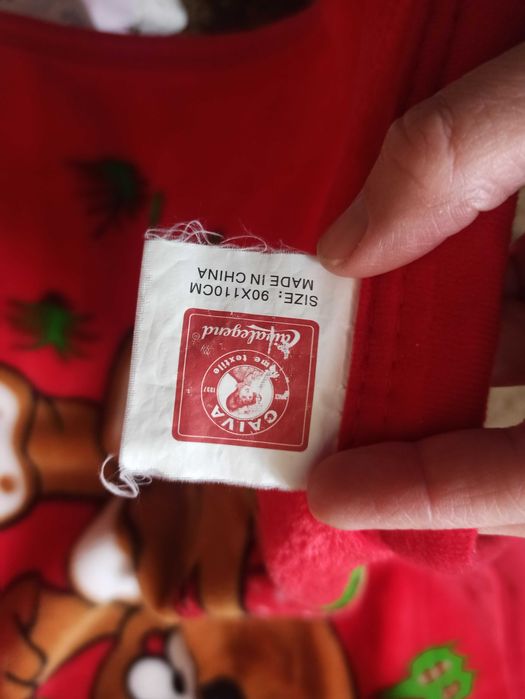 CAIVA
Caivalegend
SIZE: 90X110CM
MADE IN CHINA